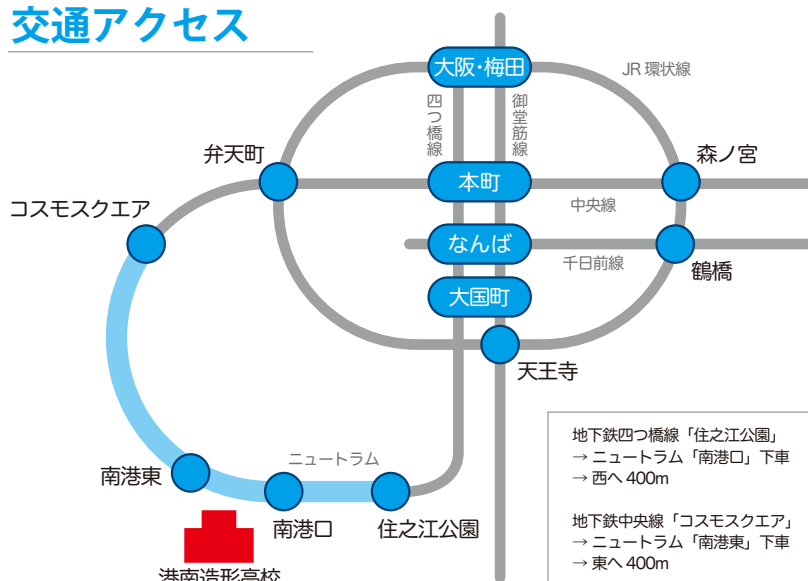 交通アクセス
大阪・梅田
JR 環状線
四つ橋線
御堂筋線
弁天町
本町
森ノ宮
中央線
コスモスクエア
なんば
千日前線
鶴橋
大国町
天王寺
地下鉄四つ橋線「住之江公園」
→ ニュートラム「南港口」下車
→ 西へ 400m
地下鉄中央線「コスモスクエア」
→ ニュートラム「南港東」下車
→ 東へ 400m
ニュートラム
南港東
南港口
住之江公園
港南造形高校